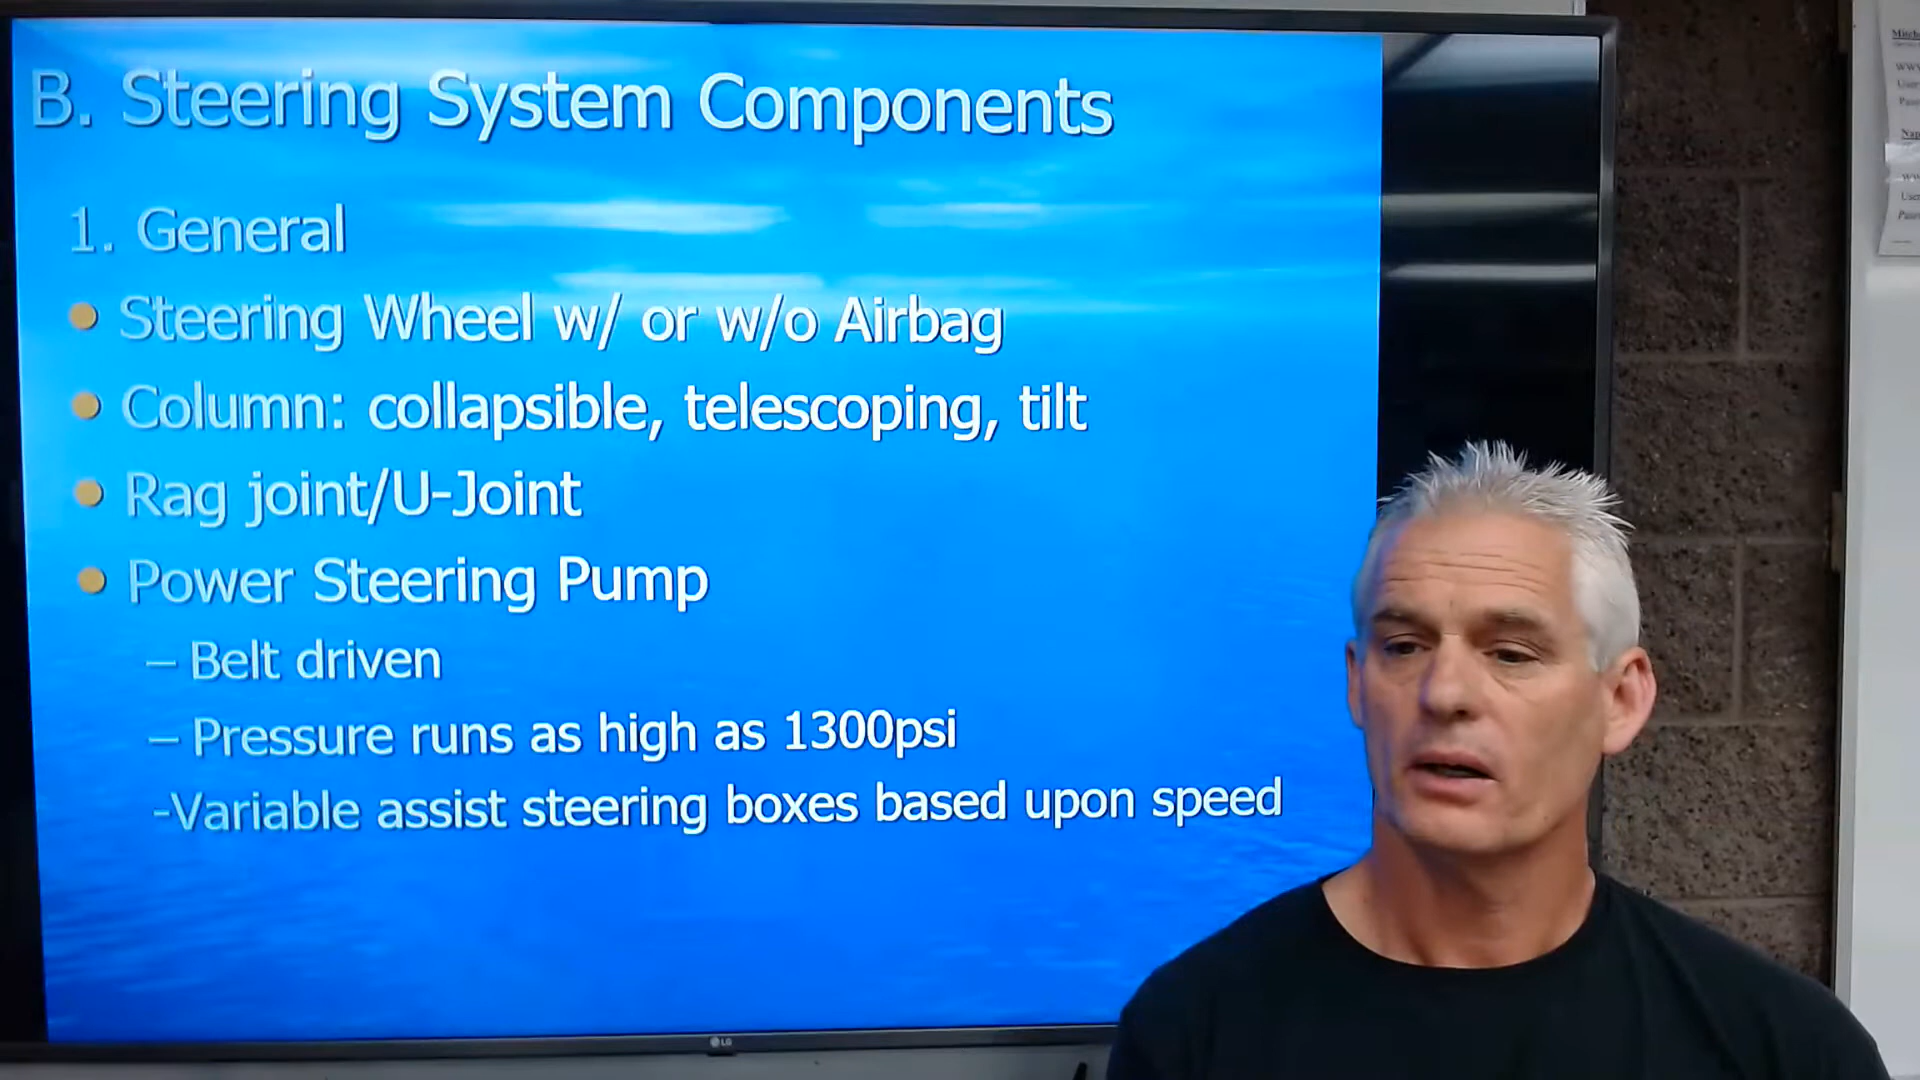 B. Steering System Components
1. General
Steering Wheel w/ or w/o Airbag
Column: collapsible, telescoping, tilt
Rag joint/U-Joint
Power Steering Pump
– Belt driven
– Pressure runs as high as 1300psi
-Variable assist steering boxes based upon speed
LG